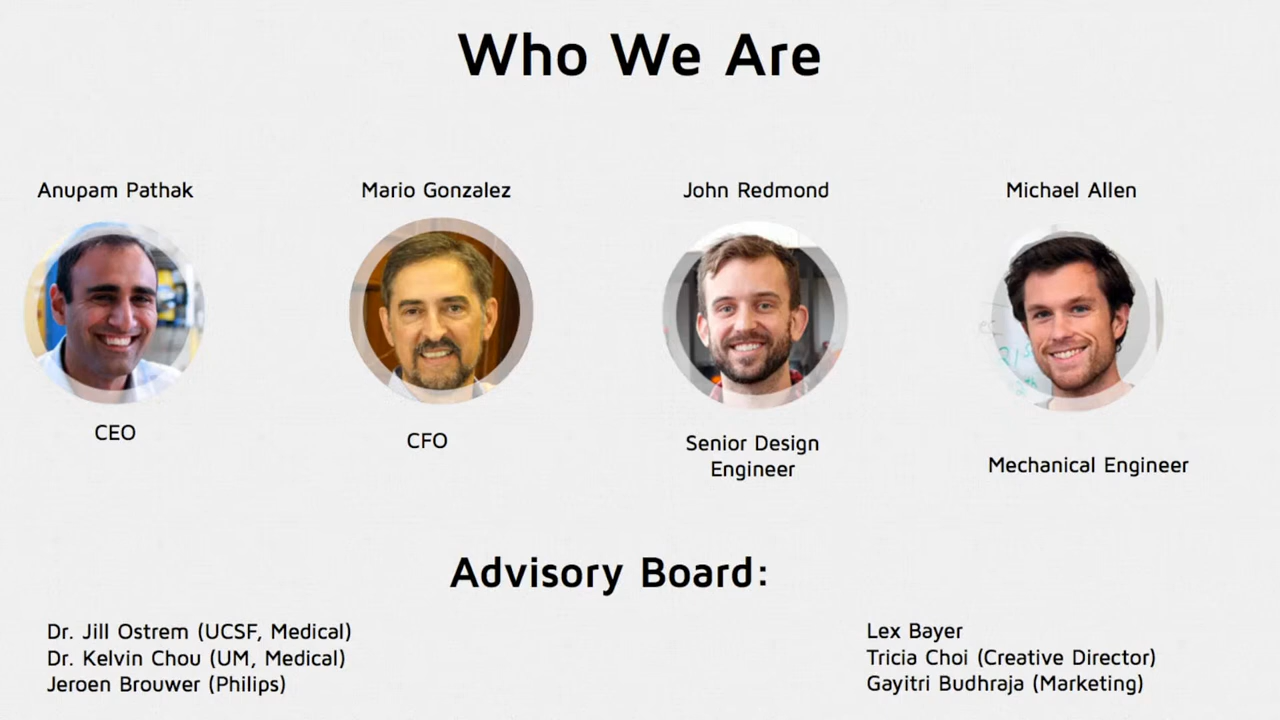 Who We Are
Anupam Pathak
Mario Gonzalez
John Redmond
Michael Allen
CEO
CFO
Senior Design
Engineer
Mechanical Engineer
Advisory Board:
Dr. Jill Ostrem (UCSF, Medical)
Dr. Kelvin Chou (UM, Medical)
Jeroen Brouwer (Philips)
Lex Bayer
Tricia Choi (Creative Director)
Gayitri Budhraja (Marketing)